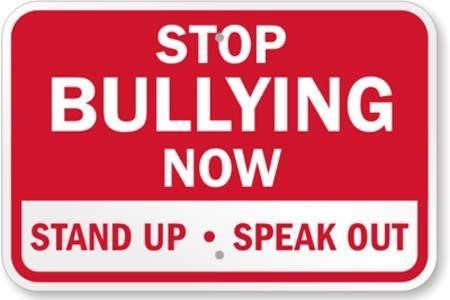 STOP
BULLYING
NOW
STAND UP • SPEAK OUT